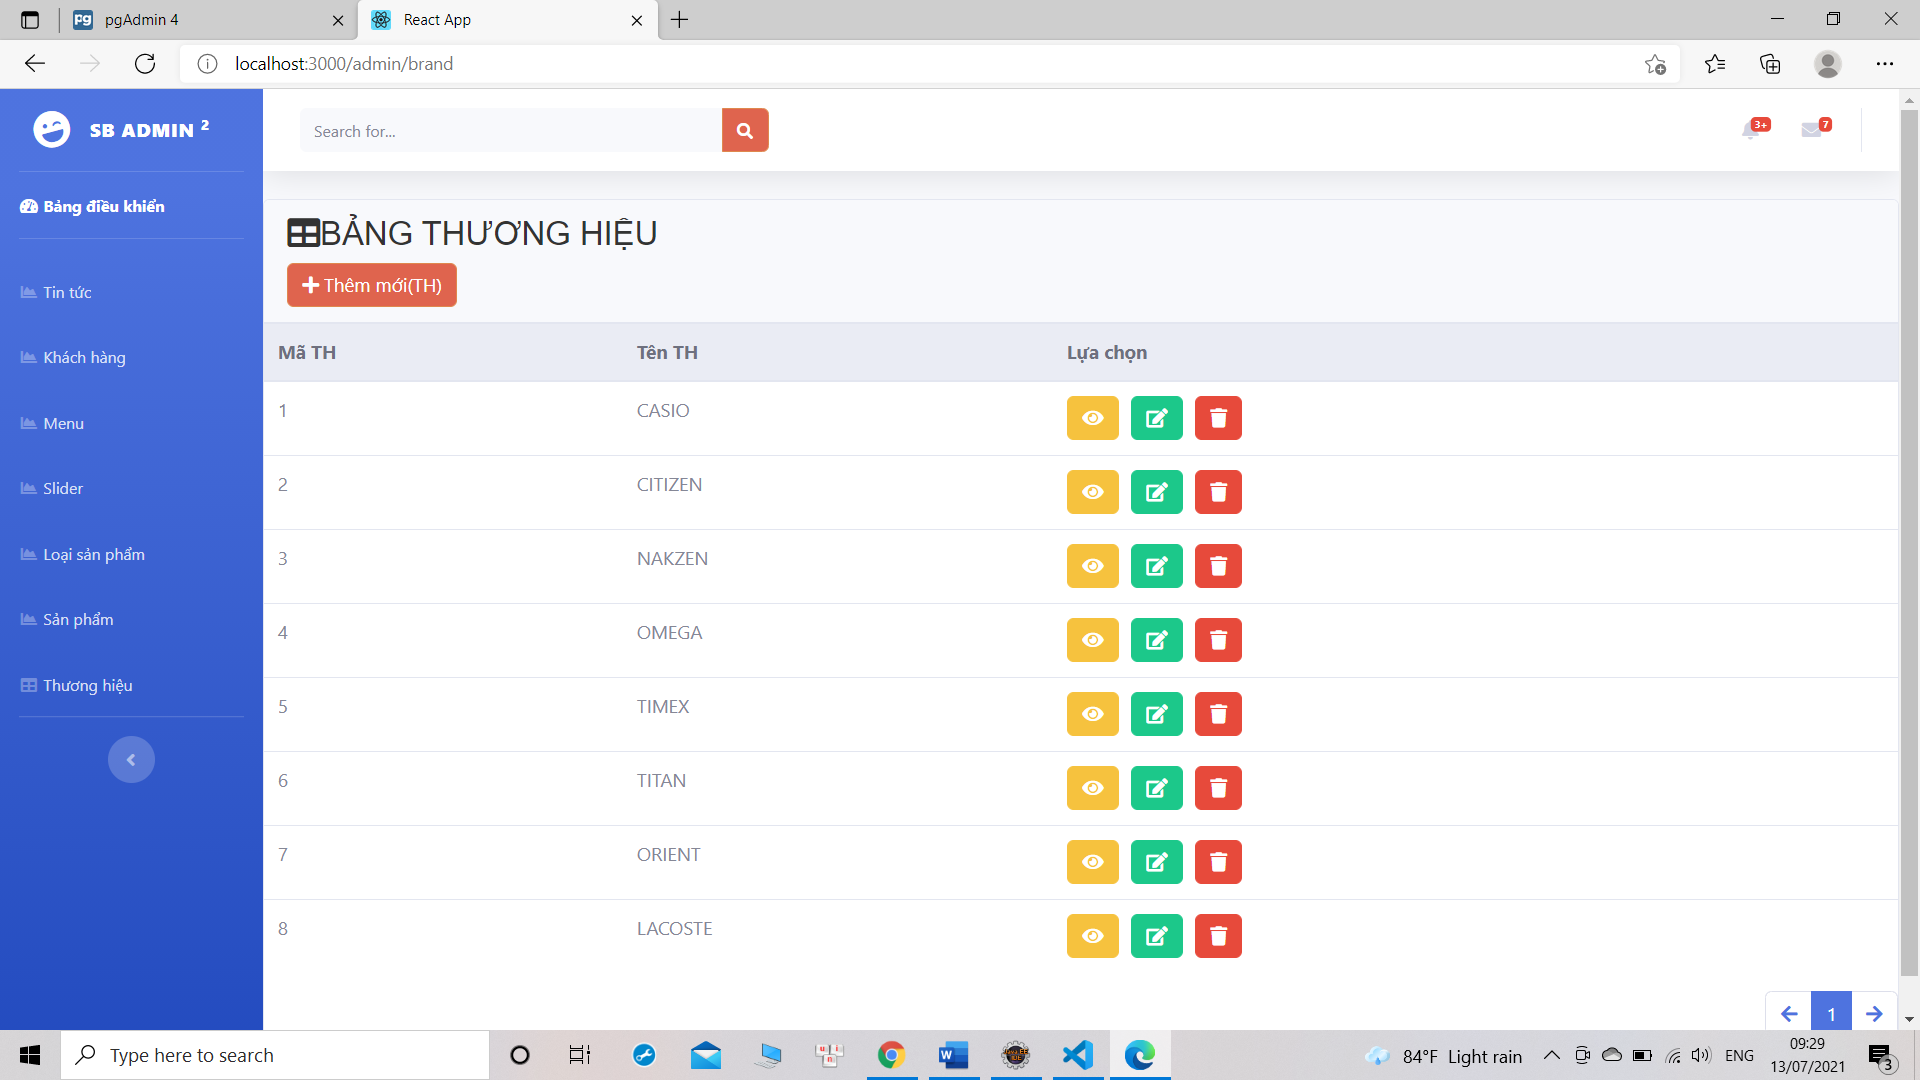 pgAdmin 4
React App
localhost:3000/admin/brand
SB ADMIN 2
Search for...
3+
7
Bảng điều khiển
Tin tức
Khách hàng
Menu
Slider
Loại sản phẩm
Sản phẩm
Thương hiệu
BẢNG THƯƠNG HIỆU
Thêm mới(TH)
Mã TH Tên TH Lựa chọn
1 CASIO
2 CITIZEN
3 NAKZEN
4 OMEGA
5 TIMEX
6 TITAN
7 ORIENT
8 LACOSTE
1
Type here to search
84°F Light rain
ENG
09:29
13/07/2021
3